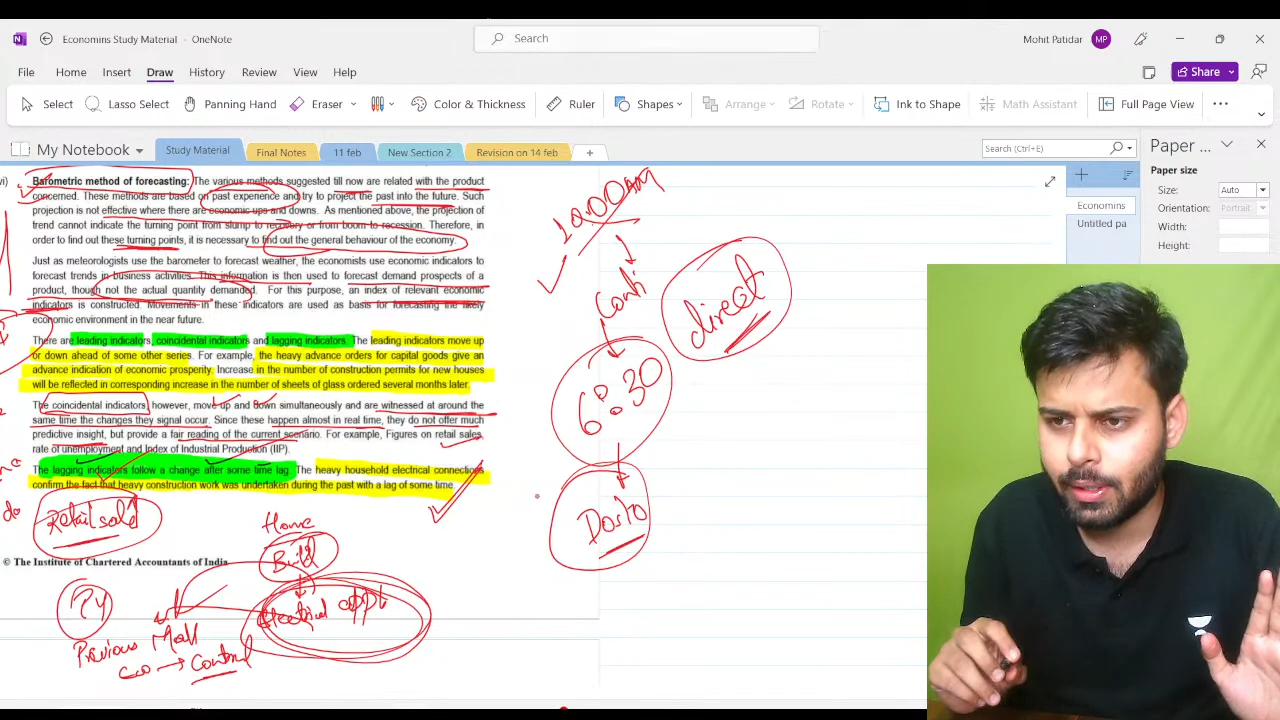 Economins Study Material - OneNote
Search
Mohit Patidar
MP
File Home Insert Draw History Review View Help
Share
Select Lasso Select Panning Hand Eraser Color & Thickness Ruler Shapes Arrange Rotate Ink to Shape Math Assistant Full Page View
My Notebook Study Material Final Notes 11 feb New Section 2 Revision on 14 feb +
Search (Ctrl+E)
Paper ...
Paper size
Size: Auto
Orientation: Portrait
Width:
Height:
Economics
Untitled pa
vi) Barometric method of forecasting: The various methods suggested till now are related with the product
concerned. These methods are based on past experience and try to project the past into the future. Such
projection is not effective where there are economic ups and downs. As mentioned above, the projection of
trend cannot indicate the turning point from slump to recovery or from boom to recession. Therefore, in
order to find out these turning points, it is necessary to find out the general behaviour of the economy.
Just as meteorologists use the barometer to forecast weather, the economists use economic indicators to
forecast trends in business activities. This information is then used to forecast demand prospects of a
product, though not the actual quantity demanded. For this purpose, an index of relevant economic
indicators is constructed. Movements in these indicators are used as basis for forecasting the likely
economic environment in the near future.
There are leading indicators, coincidental indicators and lagging indicators. The leading indicators move up
or down ahead of some other series. For example, the heavy advance orders for capital goods give an
advance indication of economic prosperity. Increase in the number of construction permits for new houses
will be reflected in corresponding increase in the number of sheets of glass ordered several months later.
The coincidental indicators, however, move up and down simultaneously and are witnessed at around the
same time the changes they signal occur. Since these happen almost in real time, they do not offer much
predictive insight, but provide a fair reading of the current scenario. For example, Figures on retail sales,
rate of unemployment and Index of Industrial Production (IIP).
The lagging indicators follow a change after some time lag. The heavy household electrical connections
confirm the fact that heavy construction work was undertaken during the past with a lag of some time.
© The Institute of Chartered Accountants of India
10:00AM
Conti
direct
6:30
Dosto
Retail sale
Home
Build
Electrical appt
Previous Mall